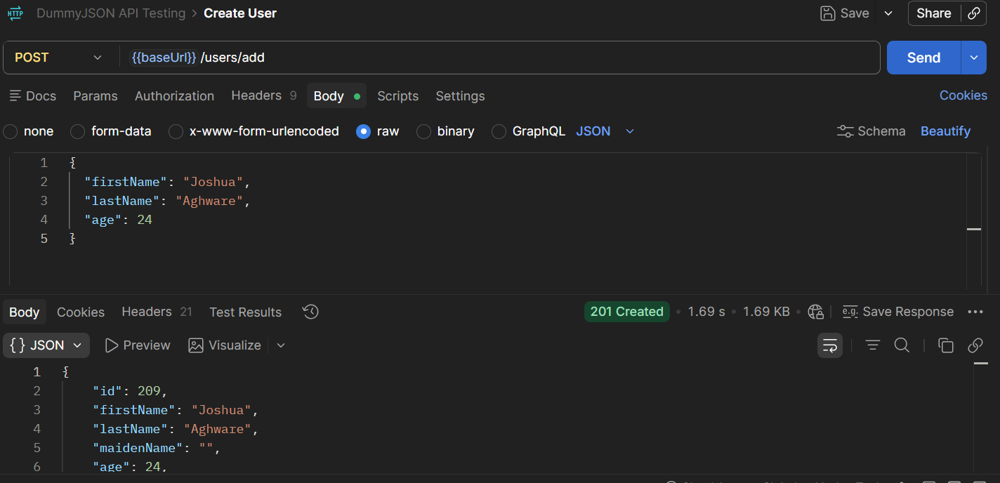 HTTP DummyJSON API Testing > Create User Save Share
POST {{baseUrl}} /users/add Send
Docs Params Authorization Headers 9 Body Scripts Settings Cookies
none form-data x-www-form-urlencoded raw binary GraphQL JSON Schema Beautify
1 {
2 "firstName": "Joshua",
3 "lastName": "Aghware",
4 "age": 24
5 }
Body Cookies Headers 21 Test Results 201 Created • 1.69 s • 1.69 KB • e.g. Save Response
{} JSON Preview Visualize
1 {
2 "id": 209,
3 "firstName": "Joshua",
4 "lastName": "Aghware",
5 "maidenName": "",
6 "age": 24,